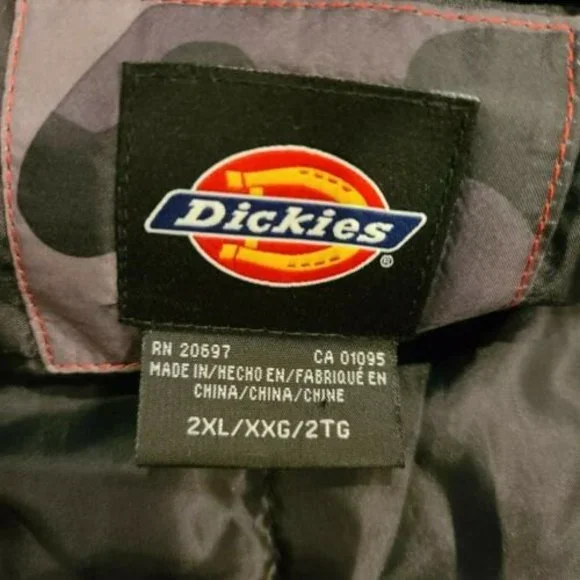 Dickies
®
RN 20697 CA 01095
MADE IN/HECHO EN/FABRIQUÉ EN
CHINA/CHINA/CHINE
2XL/XXG/2TG